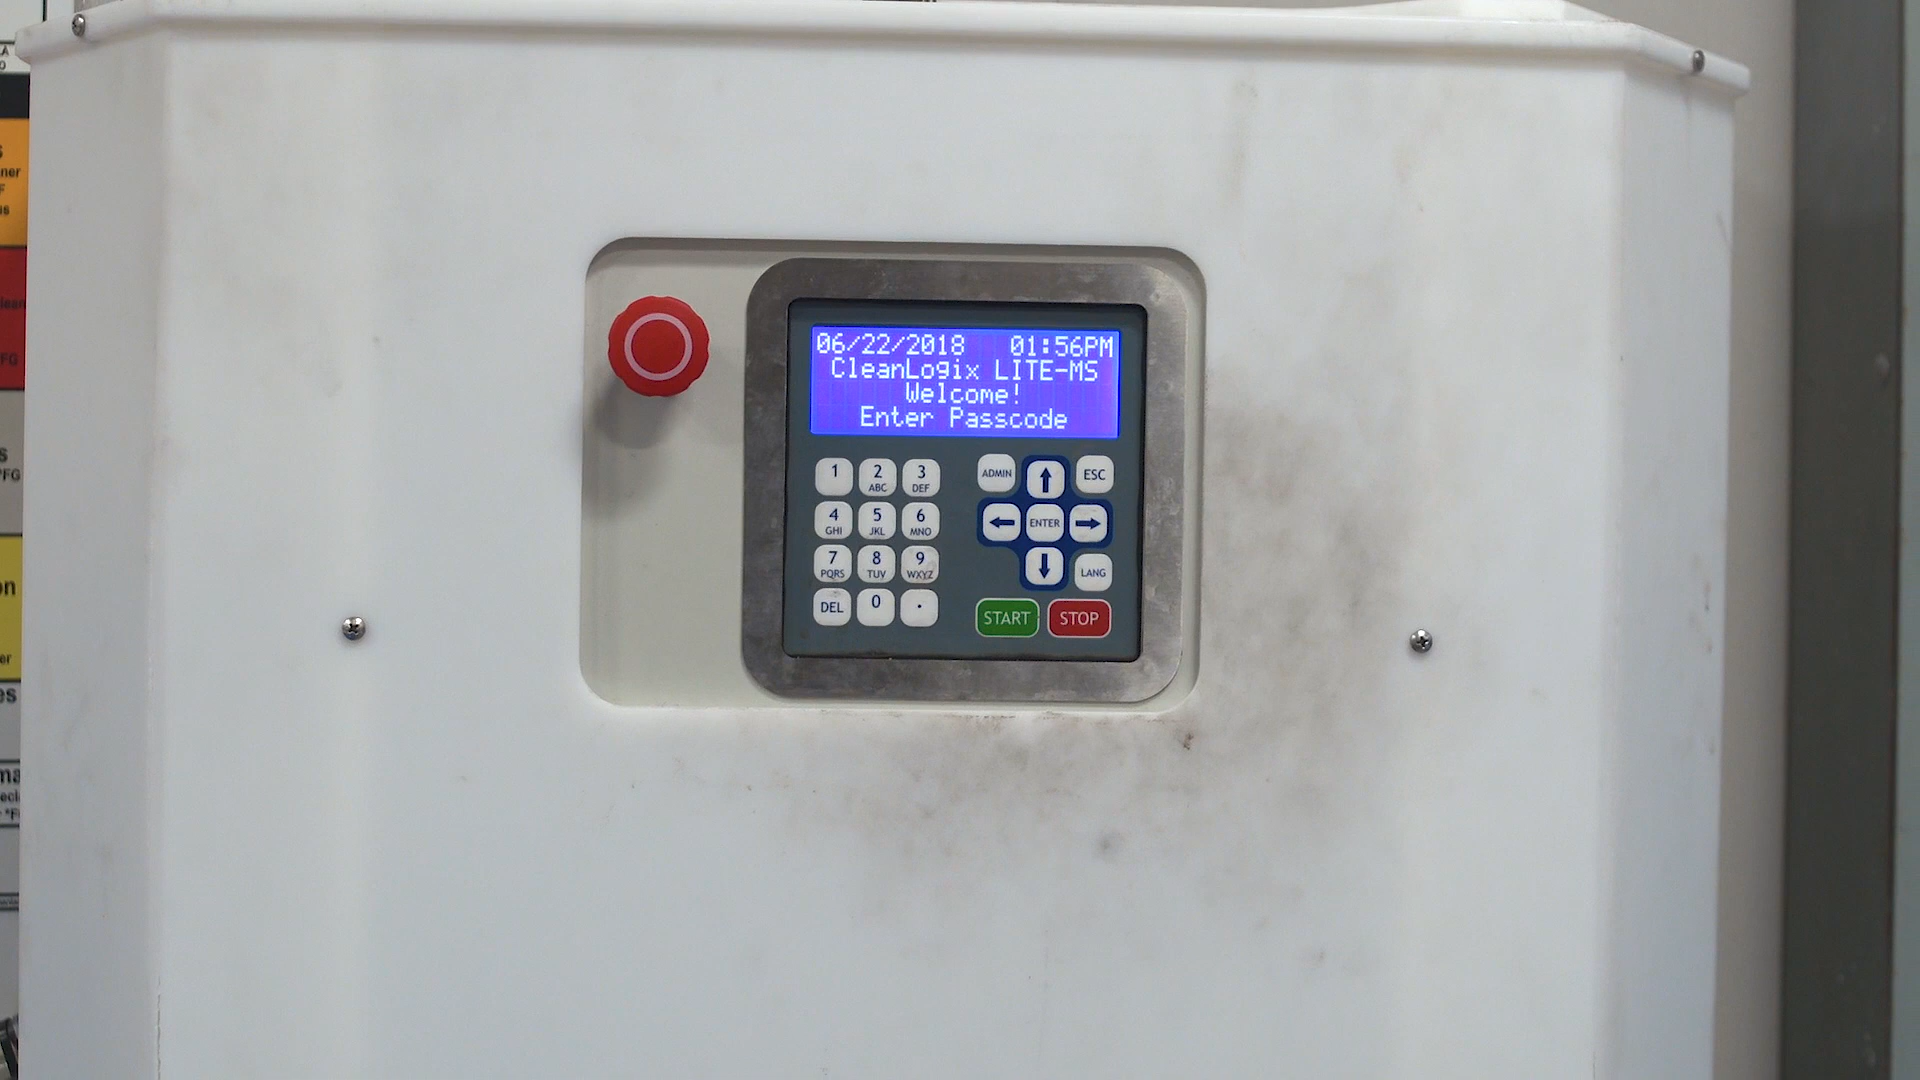 06/22/2018 01:56PM
CleanLogix LITE-MS
Welcome!
Enter Passcode
1
2 ABC
3 DEF
4 GHI
5 JKL
6 MNO
7 PQRS
8 TUV
9 WXYZ
DEL
0
.
ADMIN
ESC
ENTER
LANG
START
STOP